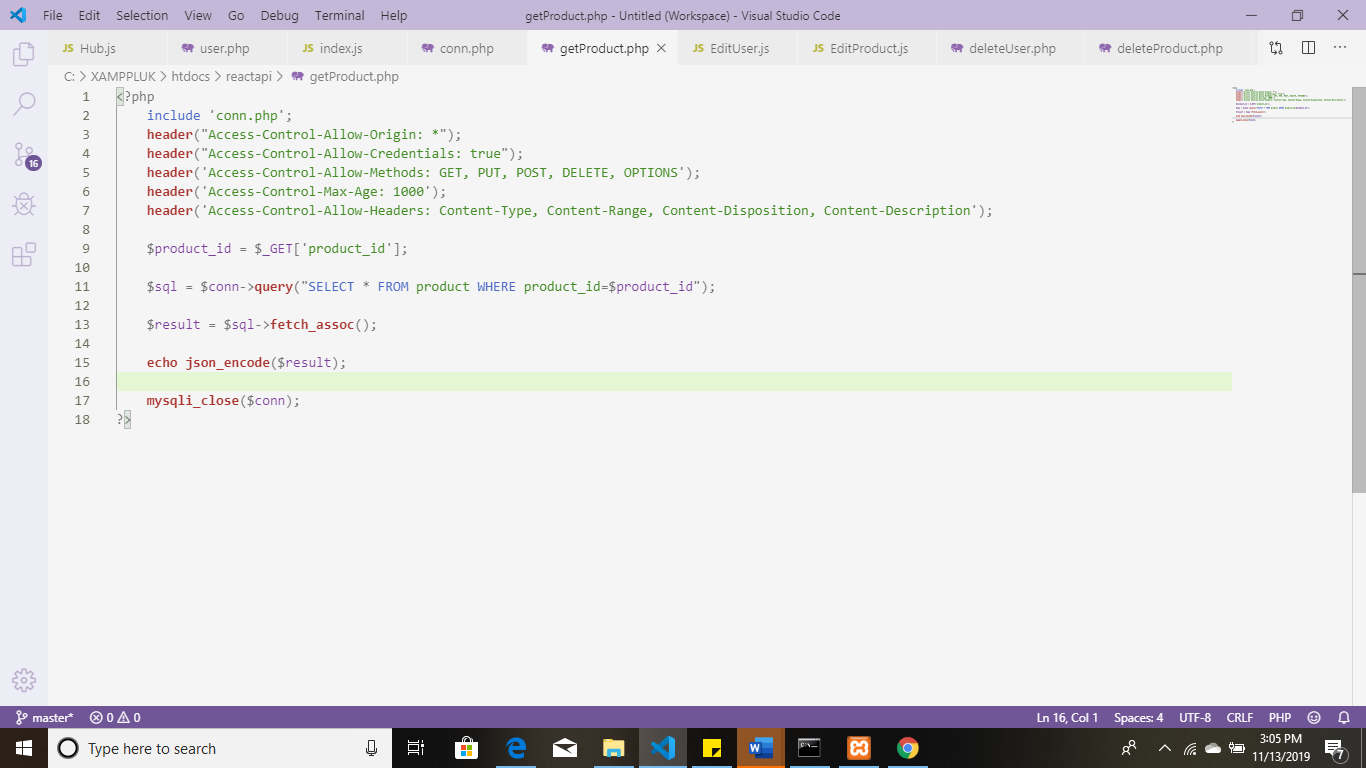 File Edit Selection View Go Debug Terminal Help getProduct.php - Untitled (Workspace) - Visual Studio Code
JS Hub.js user.php JS index.js conn.php getProduct.php JS EditUser.js JS EditProduct.js deleteUser.php deleteProduct.php
C: > XAMPPLUK > htdocs > reactapi > getProduct.php
1 <?php
2 include 'conn.php';
3 header("Access-Control-Allow-Origin: *");
4 header("Access-Control-Allow-Credentials: true");
5 header('Access-Control-Allow-Methods: GET, PUT, POST, DELETE, OPTIONS');
6 header('Access-Control-Max-Age: 1000');
7 header('Access-Control-Allow-Headers: Content-Type, Content-Range, Content-Disposition, Content-Description');
8
9 $product_id = $_GET['product_id'];
10
11 $sql = $conn->query("SELECT * FROM product WHERE product_id=$product_id");
12
13 $result = $sql->fetch_assoc();
14
15 echo json_encode($result);
16
17 mysqli_close($conn);
18 ?>
16
master* 0 0 Ln 16, Col 1 Spaces: 4 UTF-8 CRLF PHP
Type here to search
3:05 PM
11/13/2019
7